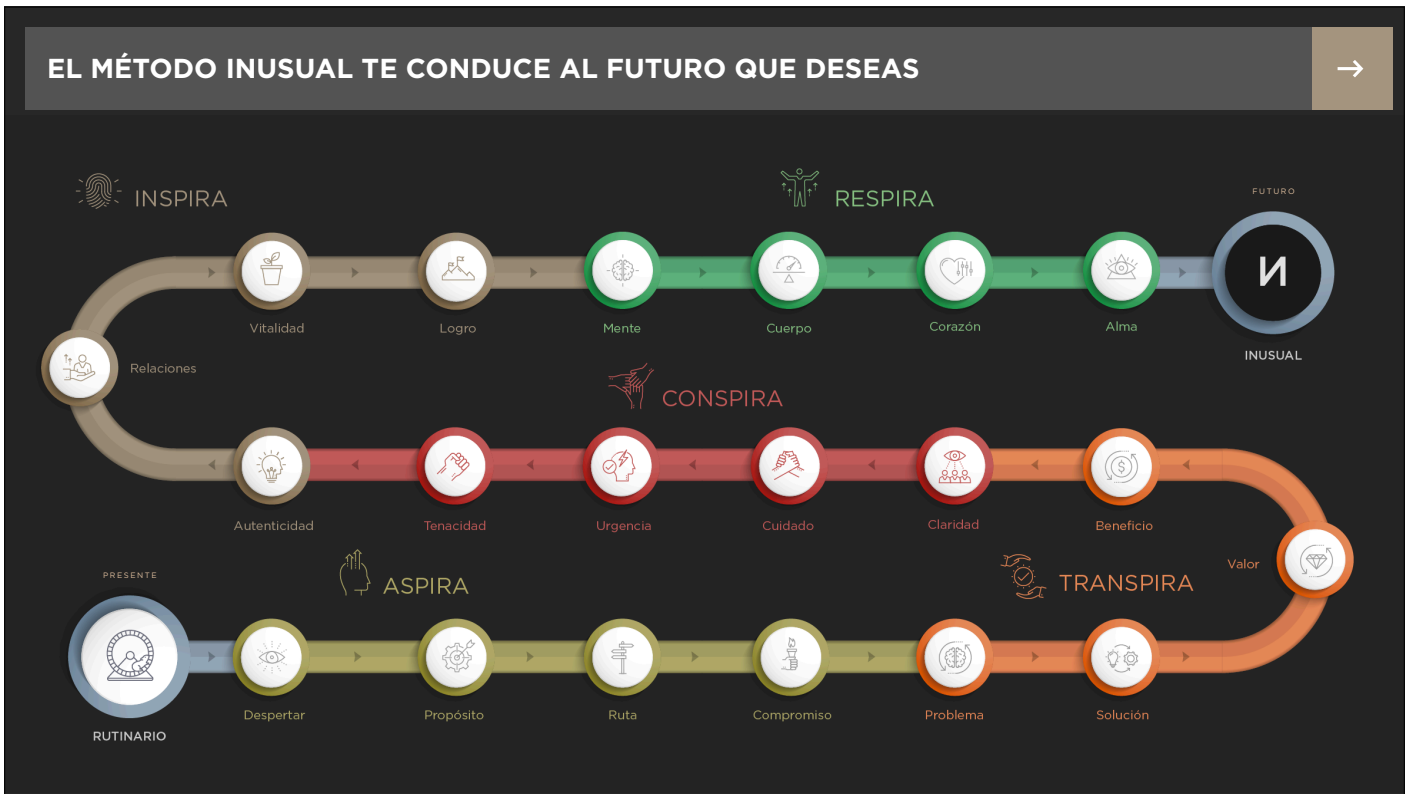 EL MÉTODO INUSUAL TE CONDUCE AL FUTURO QUE DESEAS
INSPIRA
RESPIRA
FUTURO
Vitalidad
Logro
Mente
Cuerpo
Corazón
Alma
INUSUAL
Relaciones
CONSPIRA
Autenticidad
Tenacidad
Urgencia
Cuidado
Claridad
Beneficio
PRESENTE
ASPIRA
TRANSPIRA
Valor
Despertar
Propósito
Ruta
Compromiso
Problema
Solución
RUTINARIO